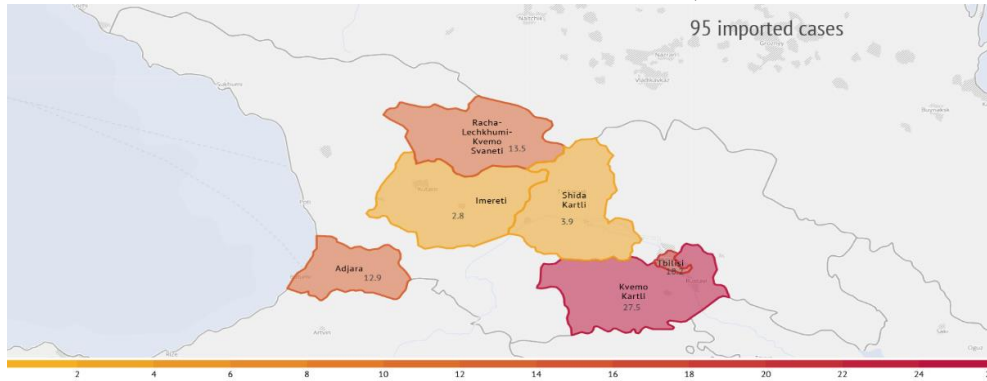 95 imported cases
Racha-
Lechkhumi-
Kvemo
Svaneti 13.5
Imereti
2.8
Shida
Kartli
3.9
Adjara
12.9
Tbilisi
Kvemo
Kartli
27.5
2 4 6 8 10 12 14 16 18 20 22 24